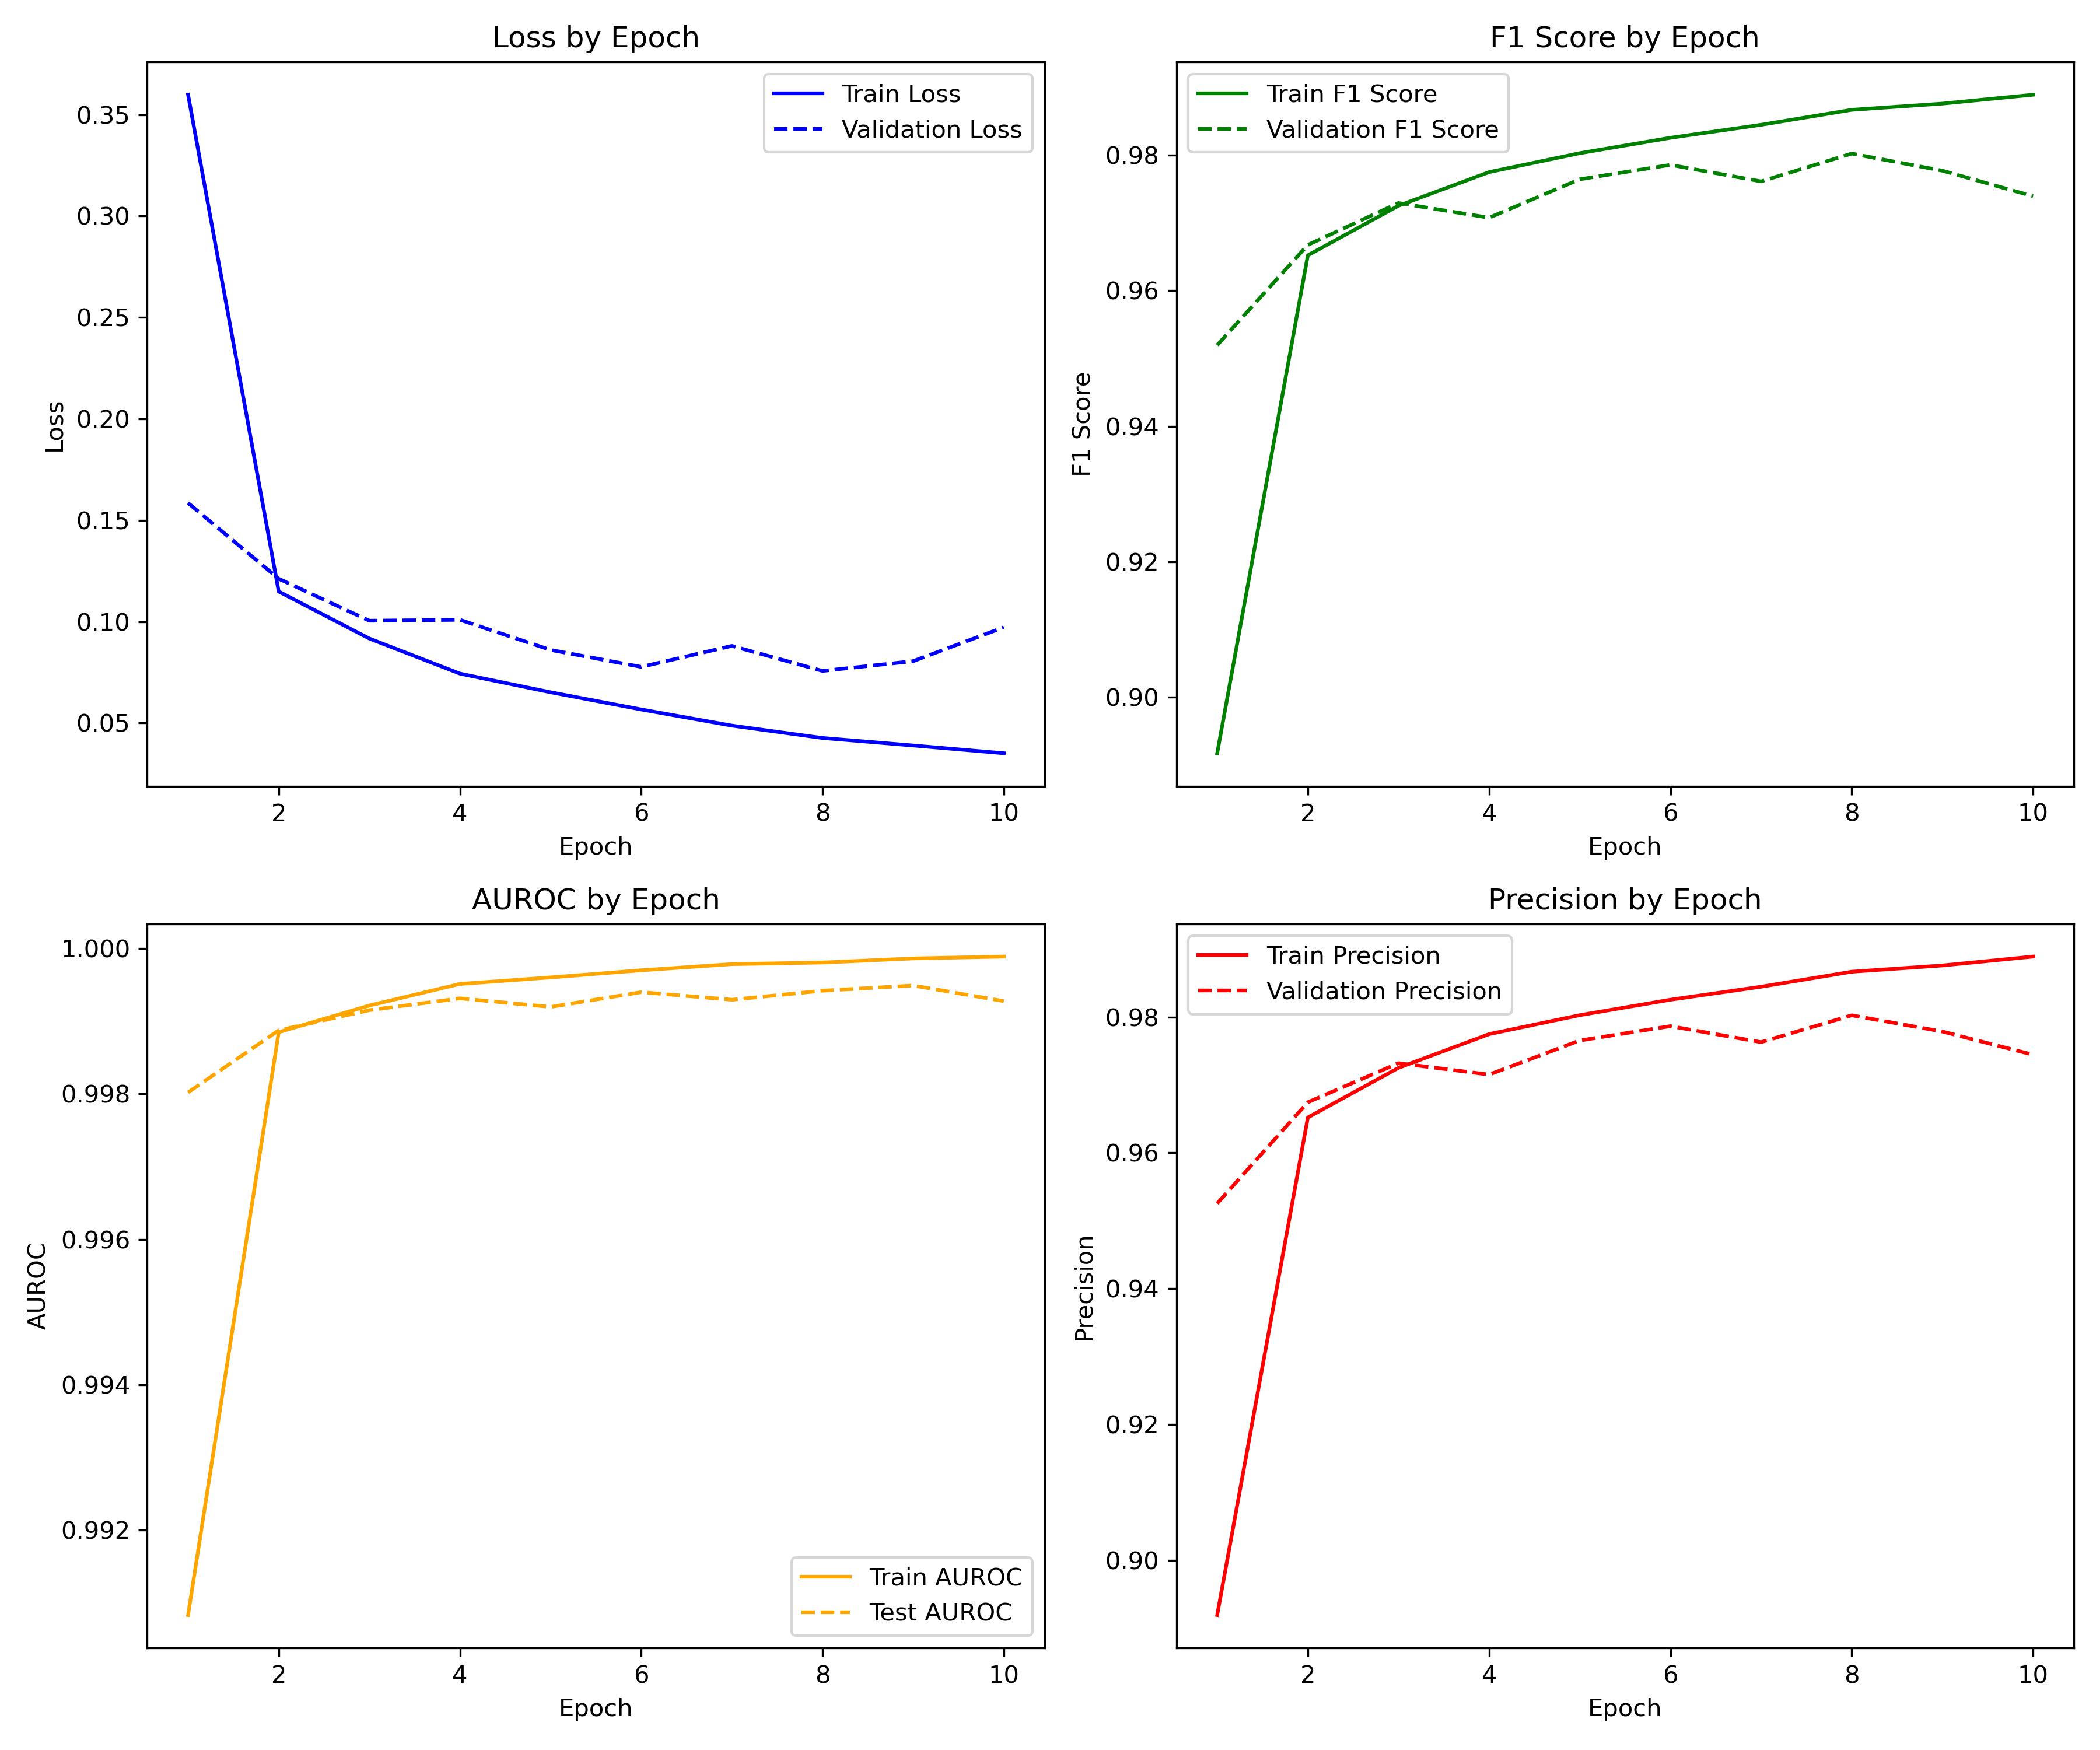 Loss by Epoch
Train Loss
Validation Loss
0.35
0.30
0.25
0.20
0.15
0.10
0.05
Loss
2 4 6 8 10
Epoch
F1 Score by Epoch
Train F1 Score
Validation F1 Score
0.98
0.96
0.94
0.92
0.90
F1 Score
2 4 6 8 10
Epoch
AUROC by Epoch
1.000
0.998
0.996
0.994
0.992
AUROC
Train AUROC
Test AUROC
2 4 6 8 10
Epoch
Precision by Epoch
Train Precision
Validation Precision
0.98
0.96
0.94
0.92
0.90
Precision
2 4 6 8 10
Epoch